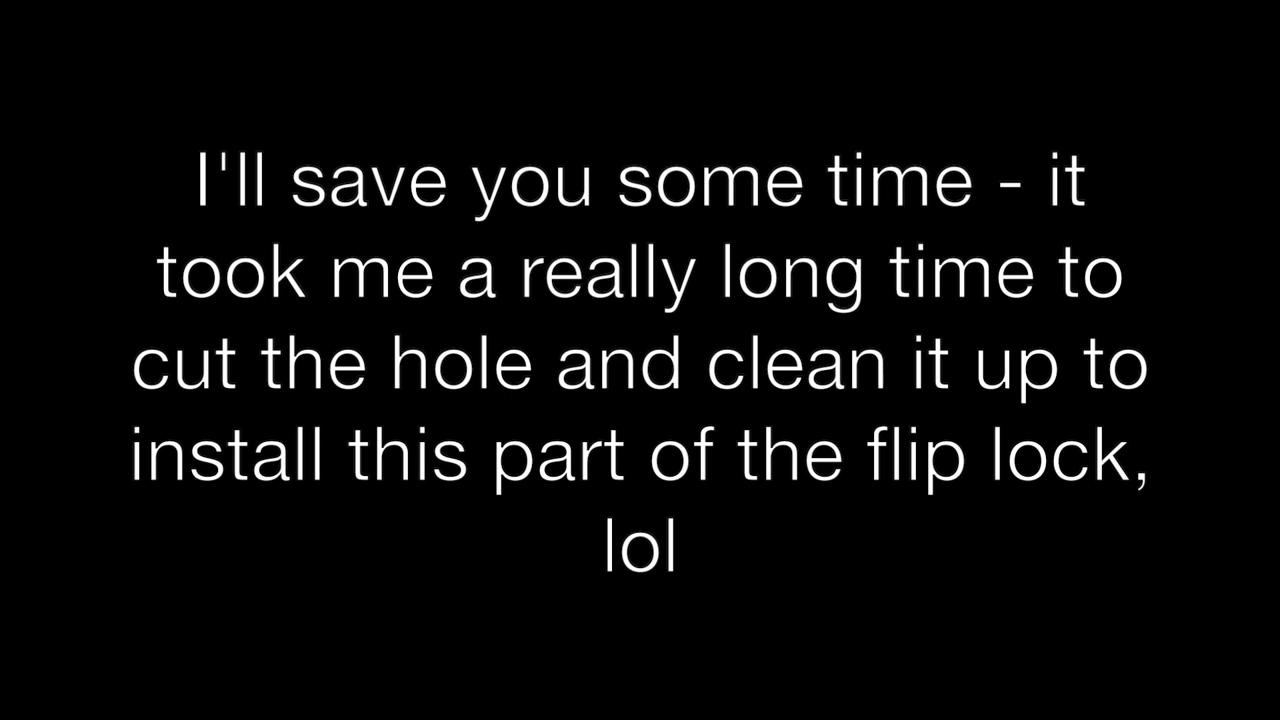 I'll save you some time - it
took me a really long time to
cut the hole and clean it up to
install this part of the flip lock,
lol